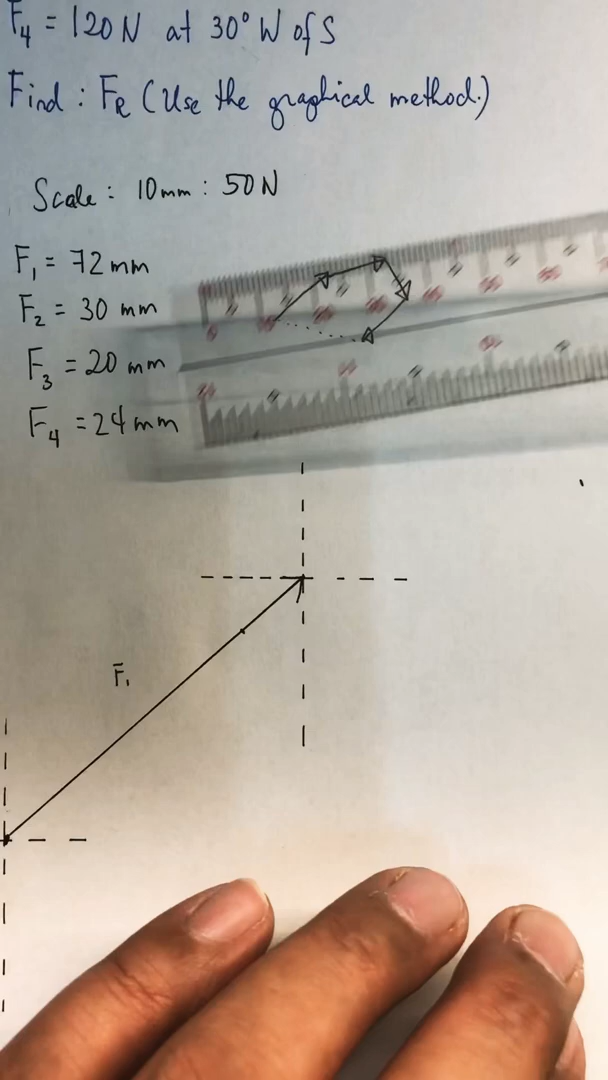 F₄ = 120 N at 30° W of S
Find : F_R (Use the graphical method.)
Scale : 10 mm : 50 N
F₁ = 72 mm
F₂ = 30 mm
F₃ = 20 mm
F₄ = 24 mm
F₁